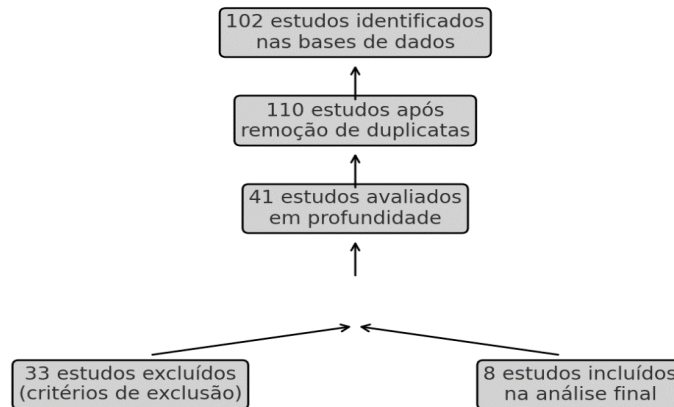 102 estudos identificados
nas bases de dados
110 estudos após
remoção de duplicatas
41 estudos avaliados
em profundidade
33 estudos excluídos
(critérios de exclusão)
8 estudos incluídos
na análise final